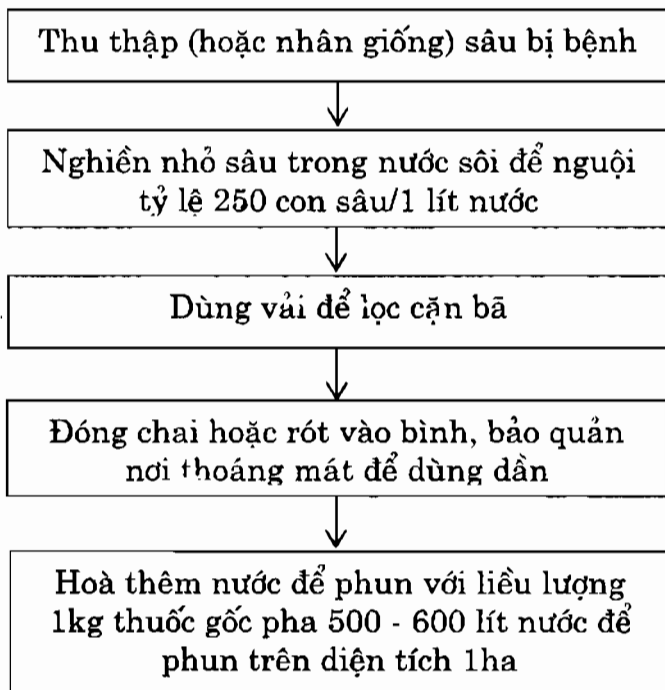 Thu thập (hoặc nhân giống) sâu bị bệnh
Nghiền nhỏ sâu trong nước sôi để nguội
tỷ lệ 250 con sâu/1 lít nước
Dùng vải để lọc cặn bã
Đóng chai hoặc rót vào bình, bảo quản
nơi thoáng mát để dùng dần
Hoà thêm nước để phun với liều lượng
1kg thuốc gốc pha 500 - 600 lít nước để
phun trên diện tích 1ha